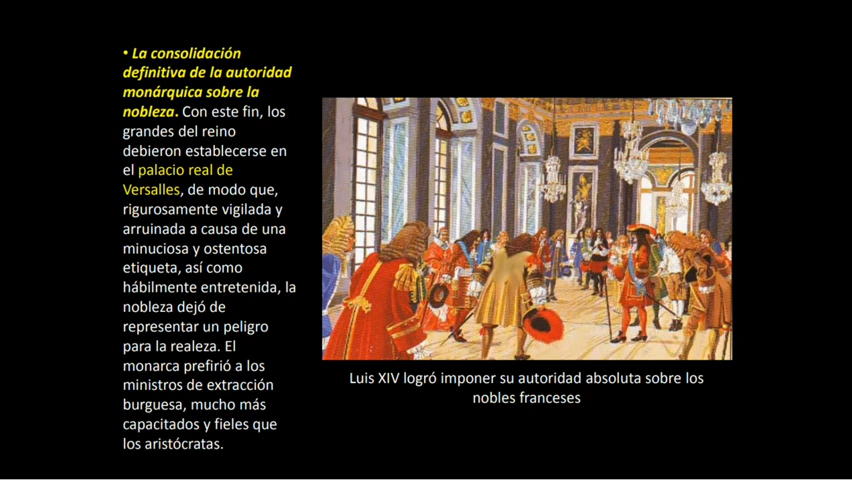 • La consolidación
definitiva de la autoridad
monárquica sobre la
nobleza. Con este fin, los
grandes del reino
debieron establecerse en
el palacio real de
Versalles, de modo que,
rigurosamente vigilada y
arruinada a causa de una
minuciosa y ostentosa
etiqueta, así como
hábilmente entretenida, la
nobleza dejó de
representar un peligro
para la realeza. El
monarca prefirió a los
ministros de extracción
burguesa, mucho más
capacitados y fieles que
los aristócratas.
Luis XIV logró imponer su autoridad absoluta sobre los
nobles franceses